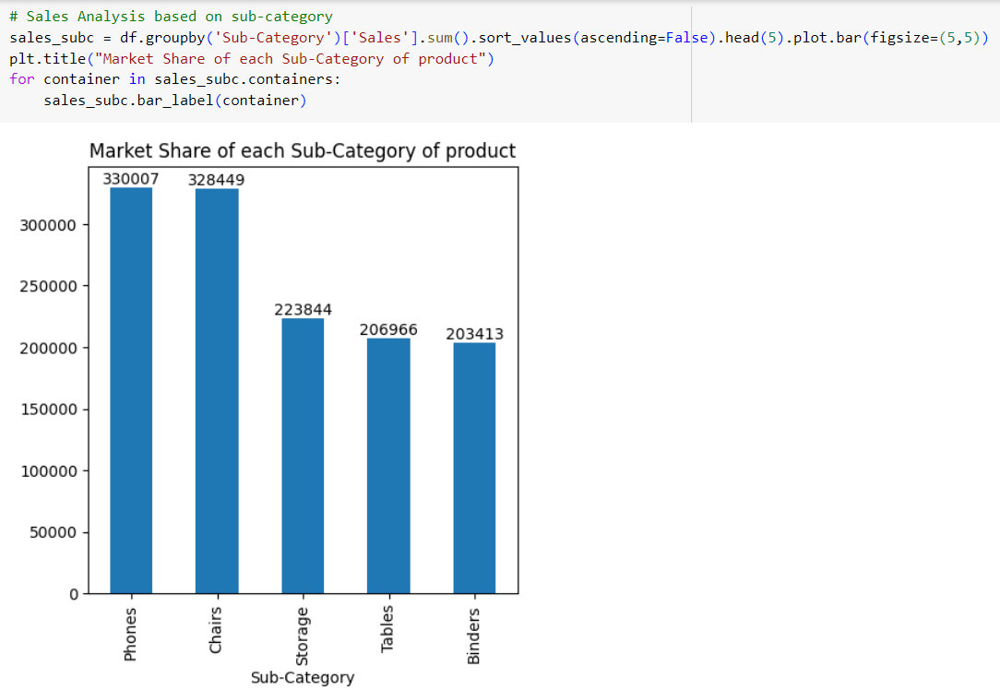 # Sales Analysis based on sub-category
sales_subc = df.groupby('Sub-Category')['Sales'].sum().sort_values(ascending=False).head(5).plot.bar(figsize=(5,5))
plt.title("Market Share of each Sub-Category of product")
for container in sales_subc.containers:
    sales_subc.bar_label(container)
Market Share of each Sub-Category of product
330007 328449
223844
206966 203413
300000
250000
200000
150000
100000
50000
0
Phones
Chairs
Storage
Tables
Binders
Sub-Category